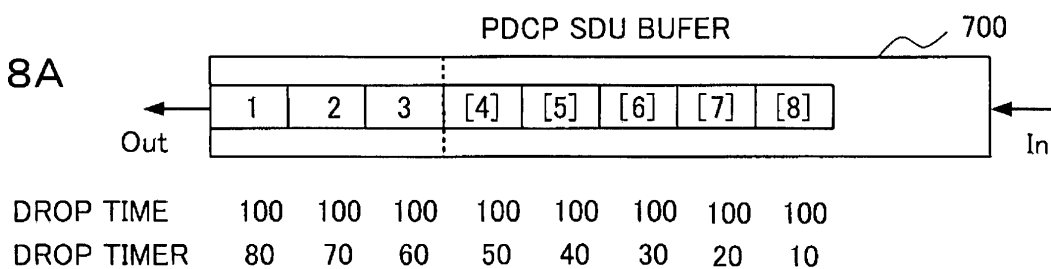 PDCP SDU BUFER 700
8A
1 2 3 [4] [5] [6] [7] [8]
Out In
DROP TIME 100 100 100 100 100 100 100 100
DROP TIMER 80 70 60 50 40 30 20 10